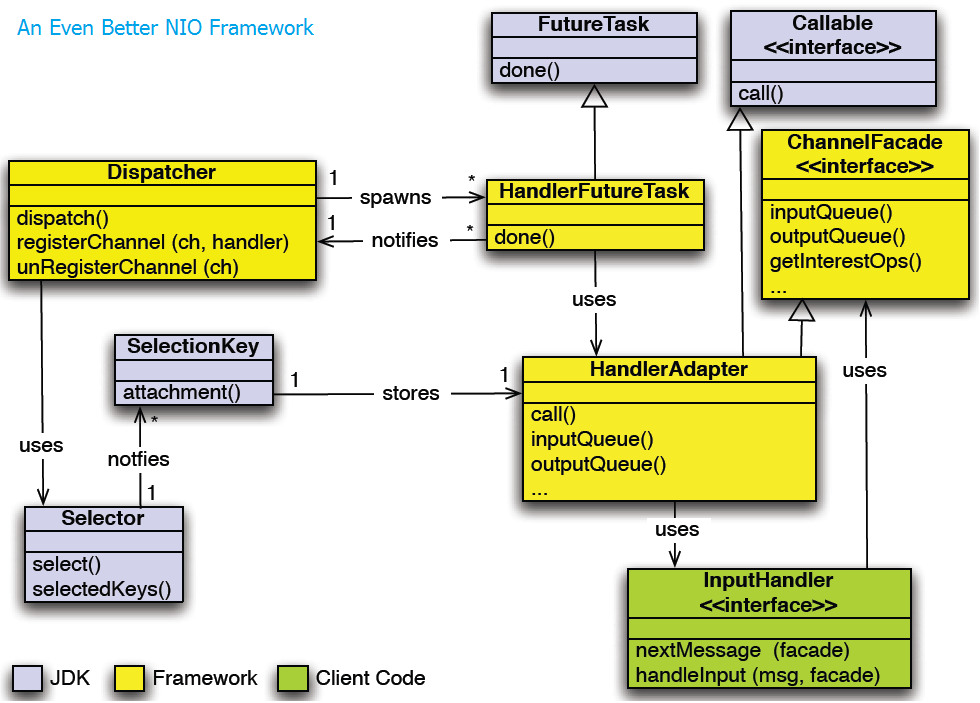 An Even Better NIO Framework
FutureTask
done()
Callable
<<interface>>
call()
ChannelFacade
<<interface>>
inputQueue()
outputQueue()
getInterestOps()
...
Dispatcher
dispatch()
registerChannel (ch, handler)
unRegisterChannel (ch)
1
spawns
*
1
notifies
*
HandlerFutureTask
done()
uses
SelectionKey
attachment()
1
stores
1
HandlerAdapter
call()
inputQueue()
outputQueue()
...
uses
uses
*
notfies
1
Selector
select()
selectedKeys()
uses
InputHandler
<<interface>>
nextMessage (facade)
handleInput (msg, facade)
JDK
Framework
Client Code